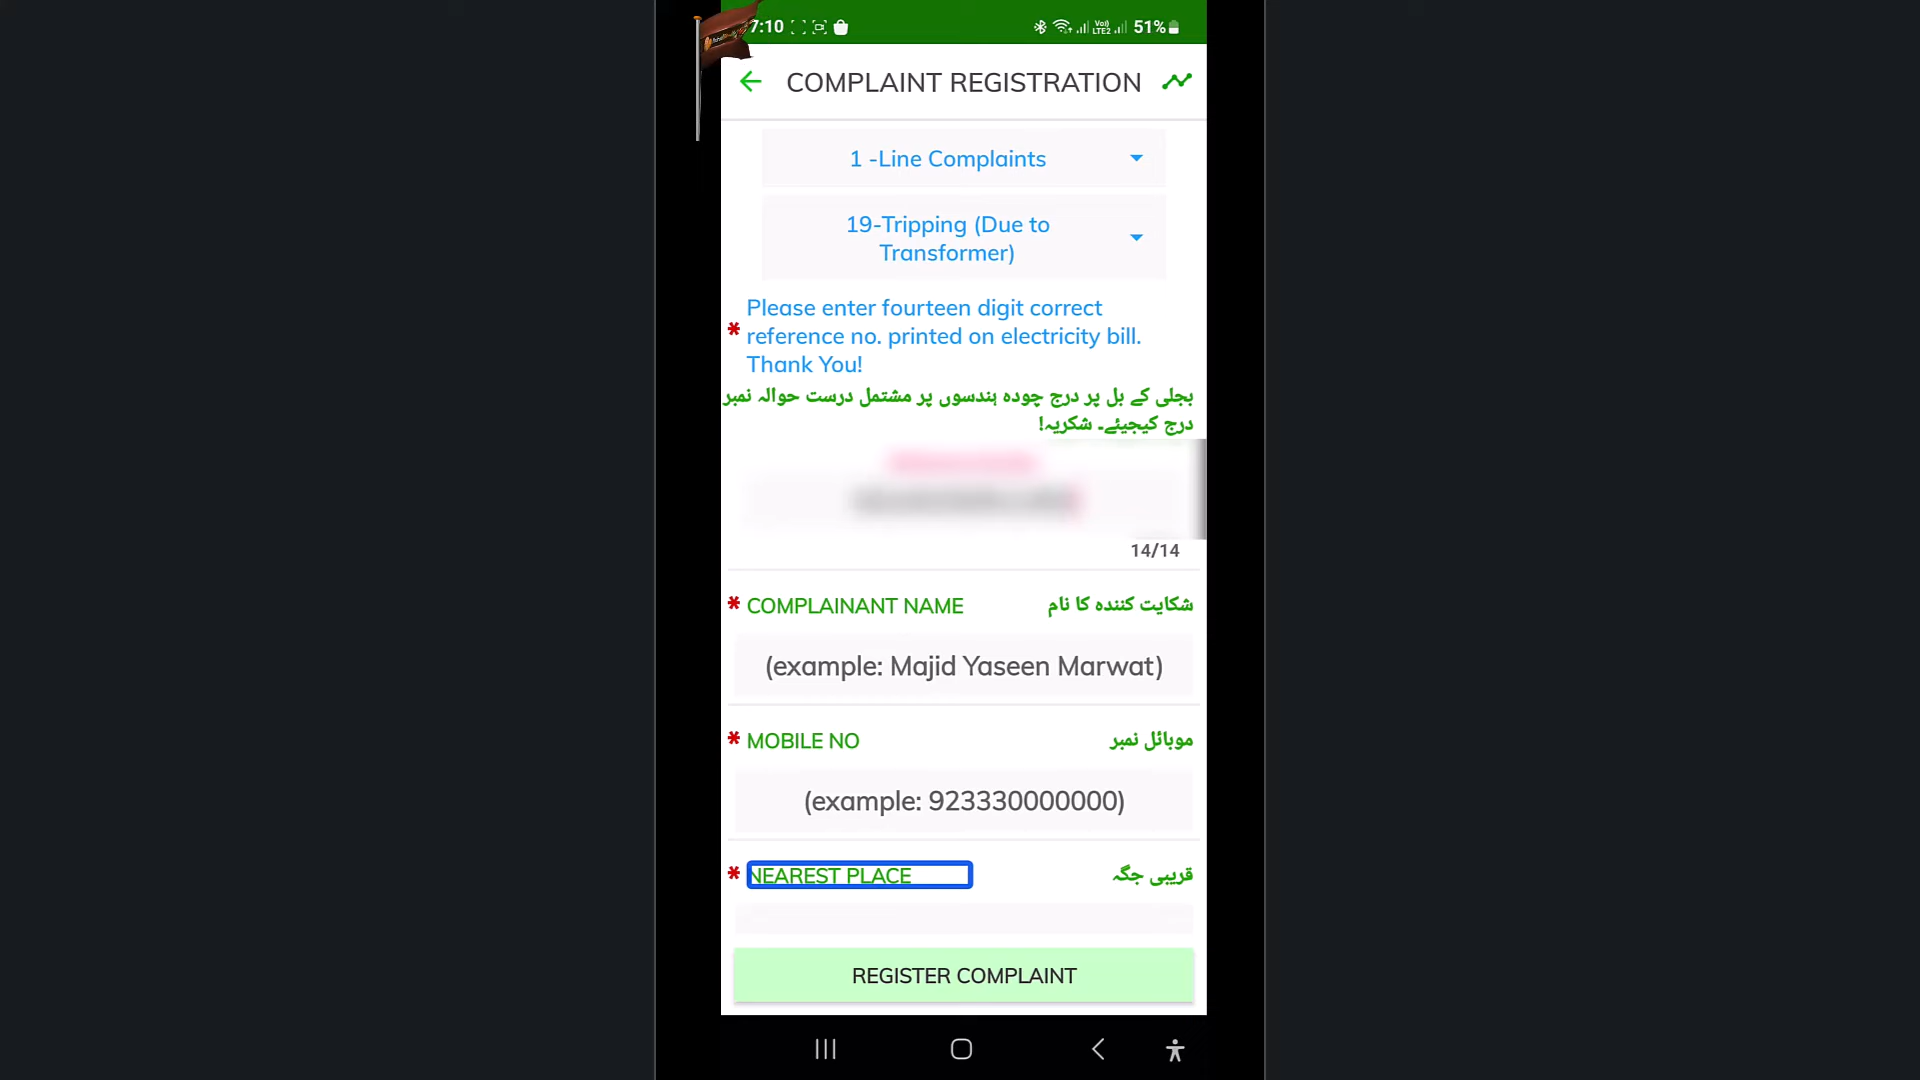 7:10
Vo) LTE2 51%
COMPLAINT REGISTRATION
1 -Line Complaints
19-Tripping (Due to
Transformer)
* Please enter fourteen digit correct
reference no. printed on electricity bill.
Thank You!
بجلی کے بل پر درج چودہ ہندسوں پر مشتمل درست حوالہ نمبر
درج کیجیئے۔ شکریہ!
14/14
* COMPLAINANT NAME شکایت کنندہ کا نام
(example: Majid Yaseen Marwat)
* MOBILE NO موبائل نمبر
(example: 923330000000)
* NEAREST PLACE قریبی جگہ
REGISTER COMPLAINT